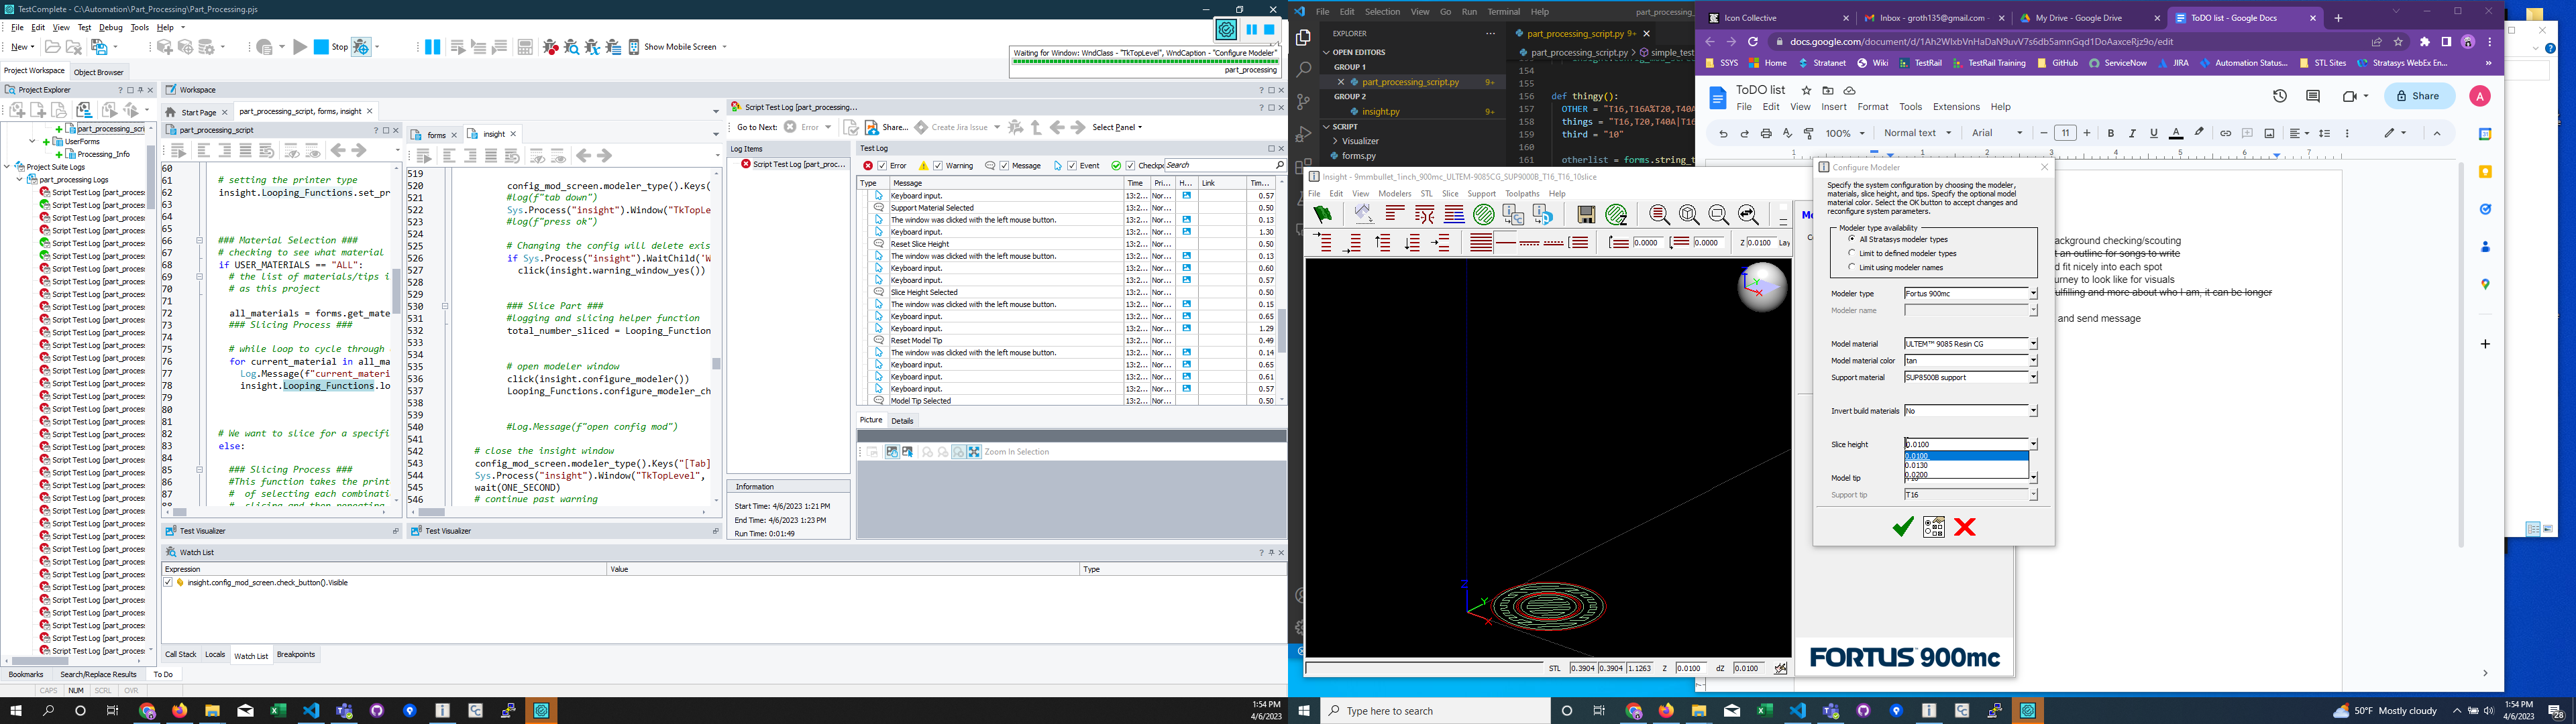 TestComplete - C:\Automation\Part_Processing\Part_Processing.pjs
File Edit View Test Debug Tools Help
New
Stop
Show Mobile Screen
Waiting for Window: WndClass - "TkTopLevel", WndCaption - "Configure Modeler"
part_processing
Project Workspace Object Browser
Project Explorer
part_processing_scri
UserForms
Processing_Info
Project Suite Logs
part_processing Logs
Script Test Log [part_process
Workspace
Start Page part_processing_script, forms, insight
part_processing_script
60
61 # setting the printer type
62 insight.Looping_Functions.set_pr
63
64
65
66 ### Material Selection ###
67 # checking to see what material
68 if USER_MATERIALS == "ALL":
69 # the list of materials/tips i
70 # as this project
71
72 all_materials = forms.get_mate
73 ### Slicing Process ###
74
75 # while loop to cycle through
76 for current_material in all_ma
77 Log.Message(f"current_materi
78 insight.Looping_Functions.lo
79
80
81
82 # We want to slice for a specifi
83 else:
84
85 ### Slicing Process ###
86 #This function takes the print
87 # of selecting each combinati
88 # slicing and then repeating
Test Visualizer
forms insight
519
520 config_mod_screen.modeler_type().Keys(
521 #log(f"tab down")
522 Sys.Process("insight").Window("TkTopLe
523 #log(f"press ok")
524
525 # Changing the config will delete exis
526 if Sys.Process("insight").WaitChild('W
527 click(insight.warning_window_yes())
528
529
530 ### Slice Part ###
531 #logging and slicing helper function
532 total_number_sliced = Looping_Function
533
534
535 # open modeler window
536 click(insight.configure_modeler())
537 Looping_Functions.configure_modeler_ch
538
539
540 #Log.Message(f"open config mod")
541
542 # close the insight window
543 config_mod_screen.modeler_type().Keys("[Tab]
544 Sys.Process("insight").Window("TkTopLevel",
545 wait(ONE_SECOND)
546 # continue past warning
Test Visualizer
Script Test Log [part_processing...
Go to Next: Error Share... Create Jira Issue Select Panel
Log Items
Script Test Log [part_proc...
Information
Start Time: 4/6/2023 1:21 PM
End Time: 4/6/2023 1:23 PM
Run Time: 0:01:49
Test Log
Error Warning Message Event Checkp Search
Type Message Time Pri... H... Link Tim...
Keyboard input. 13:2... Nor... 0.57
Support Material Selected 13:2... Nor... 0.50
The window was clicked with the left mouse button. 13:2... Nor... 0.13
Keyboard input. 13:2... Nor... 1.30
Reset Slice Height 13:2... Nor... 0.50
The window was clicked with the left mouse button. 13:2... Nor... 0.13
Keyboard input. 13:2... Nor... 0.60
Keyboard input. 13:2... Nor... 0.57
Slice Height Selected 13:2... Nor... 0.50
The window was clicked with the left mouse button. 13:2... Nor... 0.15
Keyboard input. 13:2... Nor... 0.65
Keyboard input. 13:2... Nor... 1.29
Reset Model Tip 13:2... Nor... 0.49
The window was clicked with the left mouse button. 13:2... Nor... 0.14
Keyboard input. 13:2... Nor... 0.65
Keyboard input. 13:2... Nor... 0.61
Keyboard input. 13:2... Nor... 0.57
Model Tip Selected 13:2... Nor... 0.50
Picture Details
Zoom In Selection
Watch List
Expression Value Type
insight.config_mod_screen.check_button().Visible
Call Stack Locals Watch List Breakpoints
Bookmarks Search/Replace Results To Do
CAPS NUM SCRL OVR
1:54 PM
4/6/2023
File Edit Selection View Go Run Terminal Help
EXPLORER
OPEN EDITORS
GROUP 1
part_processing_script.py 9+
GROUP 2
insight.py 9+
SCRIPT
Visualizer
forms.py
part_processing_script.py 9+
part_processing_script.py > simple_test
154
155
156 def thingy():
157 OTHER = "T16,T16A%T20,T40A
158 things = "T16,T20,T40A|T16
159 third = "10"
160
161 otherlist = forms.string_t
Insight - 9mmbullet_1inch_900mc_ULTEM-9085CG_SUP9000B_T16_T16_10slice
File Edit View Modelers STL Slice Support Toolpaths Help
0.0000 0.0000 Z 0.0100 Lay
STL 0.3904 0.3904 1.1263 Z 0.0100 dZ 0.0100
Configure Modeler
Specify the system configuration by choosing the modeler,
materials, slice height, and tips. Specify the optional model
material color. Select the OK button to accept changes and
reconfigure system parameters.
Modeler type availability
All Stratasys modeler types
Limit to defined modeler types
Limit using modeler names
Modeler type Fortus 900mc
Modeler name
Model material ULTEM™ 9085 Resin CG
Model material color tan
Support material SUP8500B support
Invert build materials No
Slice height 0.0100
0.0100
0.0130
0.0200
Model tip
Support tip T16
FORTUS 900mc
Icon Collective Inbox - groth135@gmail.com - My Drive - Google Drive ToDO list - Google Docs
docs.google.com/document/d/1Ah2WlxbVnHaDaN9uvV7s6db5amnGqd1DoAaxceRjz9o/edit
SSYS Home Stratanet Wiki TestRail TestRail Training GitHub ServiceNow JIRA Automation Status... STL Sites Stratasys WebEx En...
ToDO list
File Edit View Insert Format Tools Extensions Help
Share A
100% Normal text Arial 11
ackground checking/scouting
t an outline for songs to write
d fit nicely into each spot
urney to look like for visuals
ulfilling and more about who I am, it can be longer
and send message
Type here to search
50°F Mostly cloudy
1:54 PM
4/6/2023